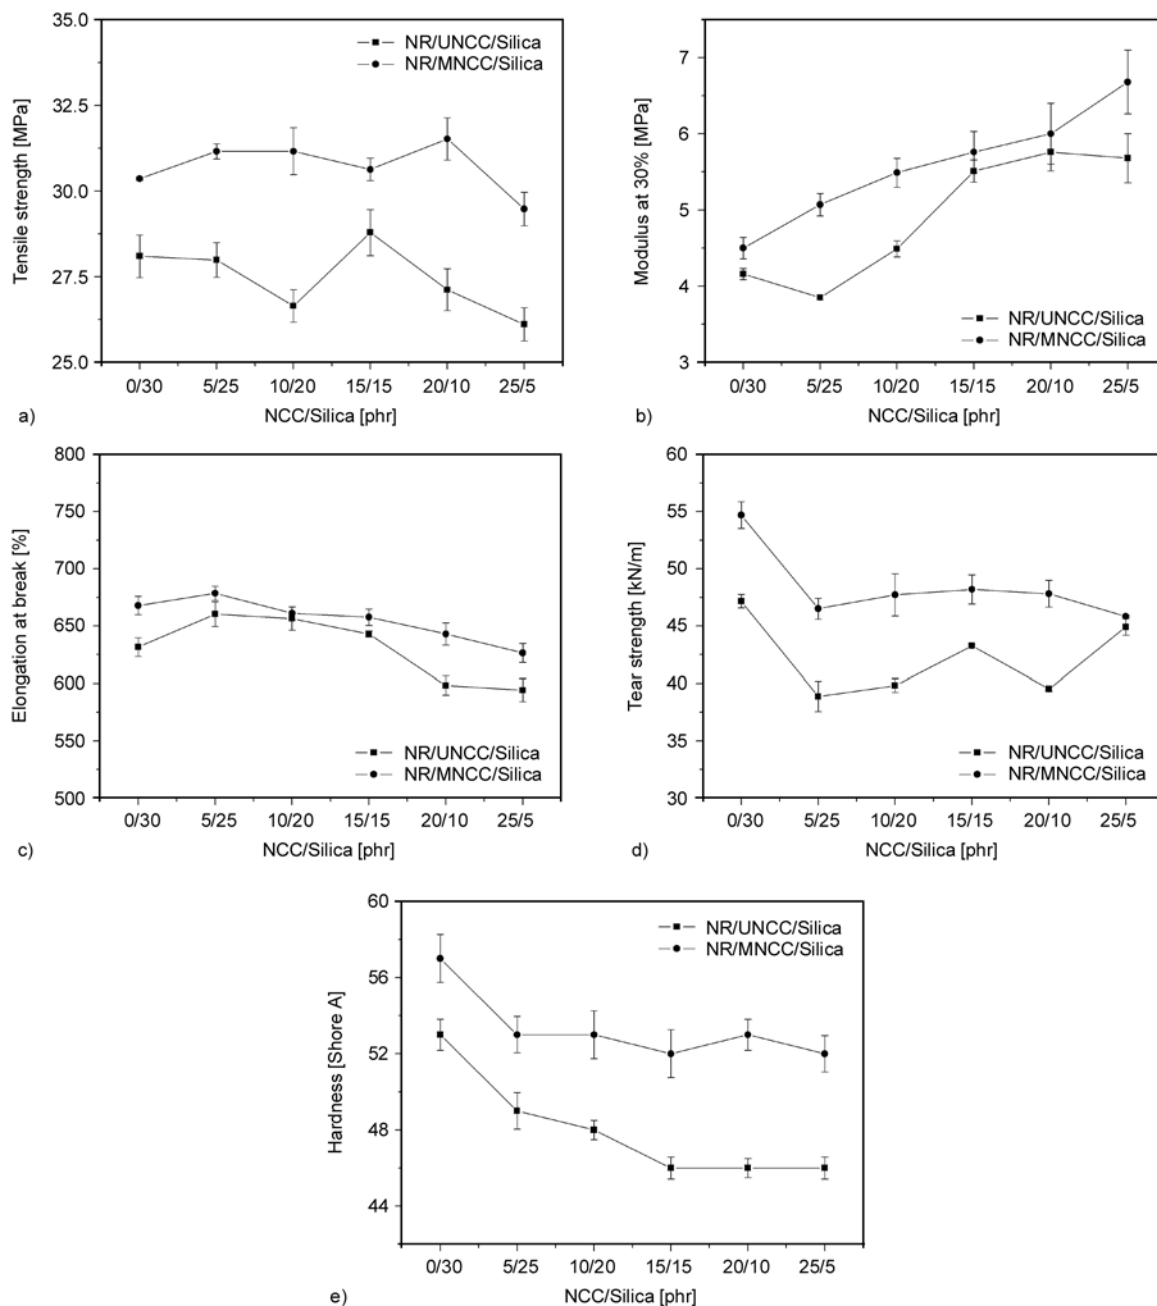 35.0
32.5
30.0
27.5
25.0
Tensile strength [MPa]
NR/UNCC/Silica
NR/MNCC/Silica
0/30 5/25 10/20 15/15 20/10 25/5
a) NCC/Silica [phr]
7
6
5
4
3
Modulus at 30% [MPa]
NR/UNCC/Silica
NR/MNCC/Silica
0/30 5/25 10/20 15/15 20/10 25/5
b) NCC/Silica [phr]
800
750
700
650
600
550
500
Elongation at break [%]
NR/UNCC/Silica
NR/MNCC/Silica
0/30 5/25 10/20 15/15 20/10 25/5
c) NCC/Silica [phr]
60
55
50
45
40
35
30
Tear strength [kN/m]
NR/UNCC/Silica
NR/MNCC/Silica
0/30 5/25 10/20 15/15 20/10 25/5
d) NCC/Silica [phr]
60
56
52
48
44
Hardness [Shore A]
NR/UNCC/Silica
NR/MNCC/Silica
0/30 5/25 10/20 15/15 20/10 25/5
e) NCC/Silica [phr]